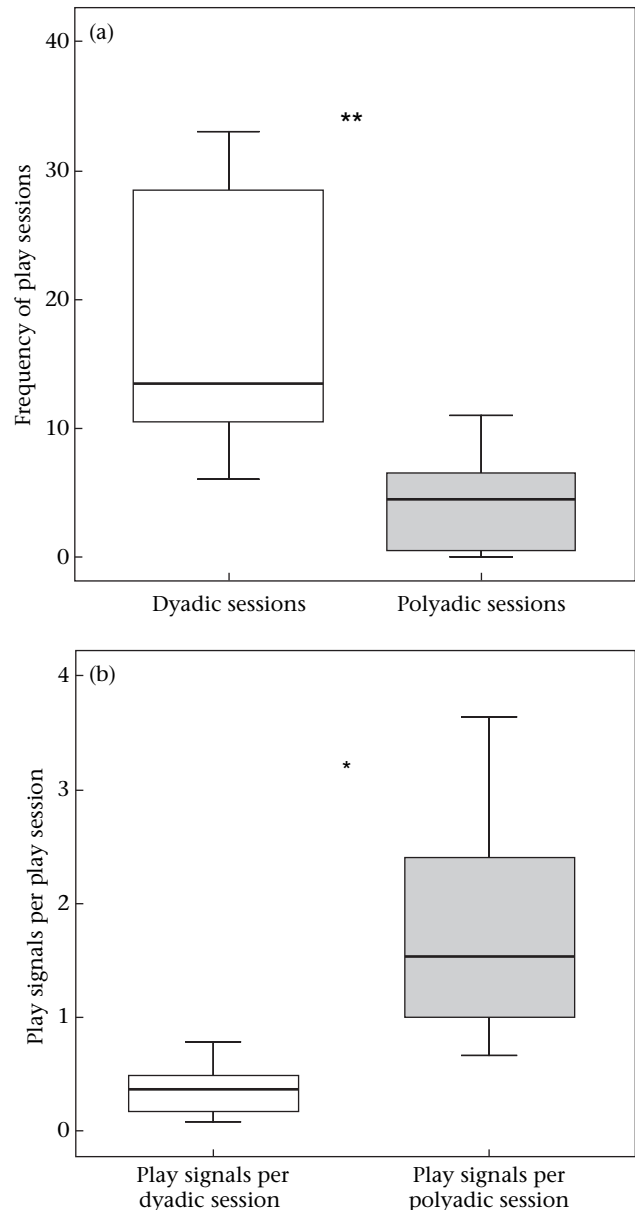 (a)
40
30
20
10
0
Frequency of play sessions
**
Dyadic sessions
Polyadic sessions
(b)
4
3
2
1
0
Play signals per play session
*
Play signals per
dyadic session
Play signals per
polyadic session